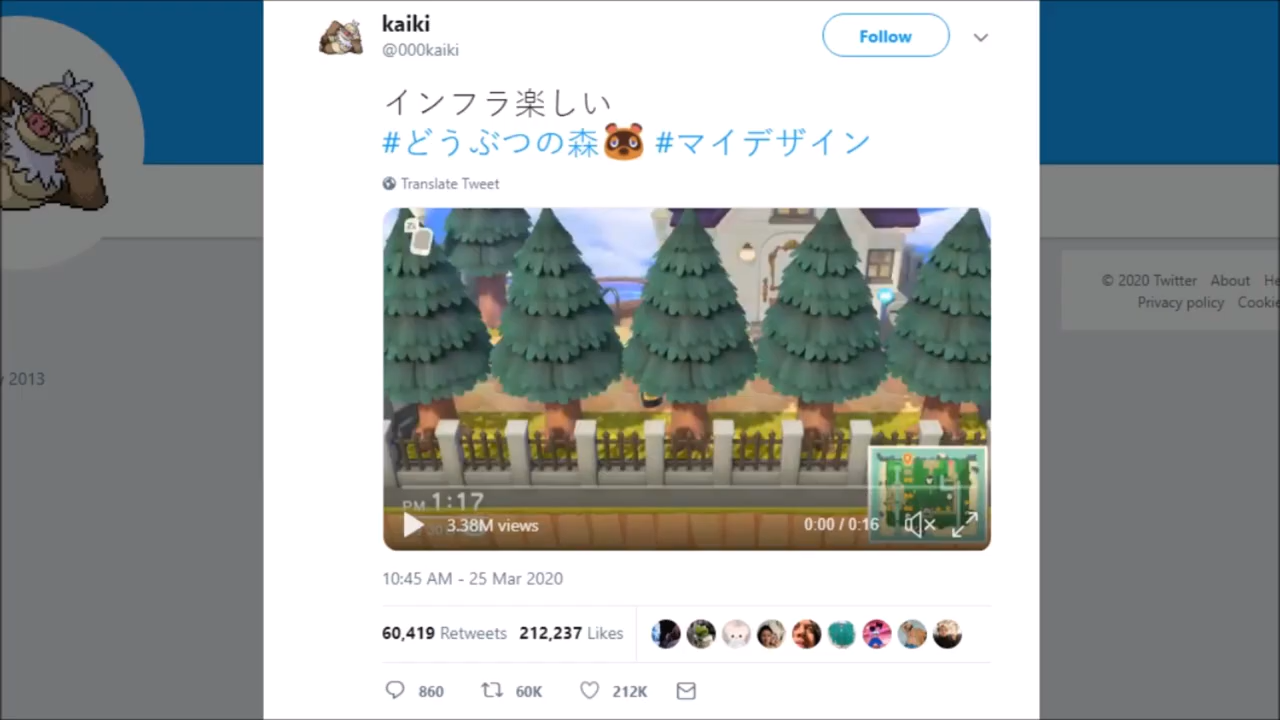 kaiki
@000kaiki
Follow
インフラ楽しい
#どうぶつの森 #マイデザイン
Translate Tweet
PM 1:17
3.38M views
0:00 / 0:16
10:45 AM - 25 Mar 2020
60,419 Retweets 212,237 Likes
860 60K 212K
2013
© 2020 Twitter About
Privacy policy